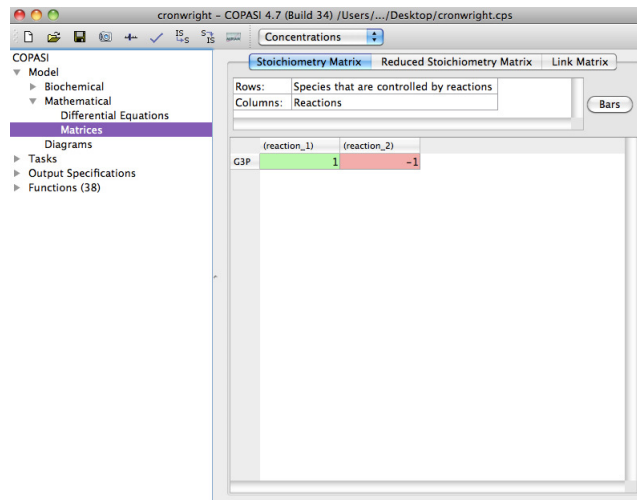 cronwright - COPASI 4.7 (Build 34) /Users/.../Desktop/cronwright.cps
Concentrations
COPASI
Model
Biochemical
Mathematical
Differential Equations
Matrices
Diagrams
Tasks
Output Specifications
Functions (38)
Stoichiometry Matrix Reduced Stoichiometry Matrix Link Matrix
Rows: Species that are controlled by reactions
Columns: Reactions
Bars
(reaction_1) (reaction_2)
G3P 1 -1